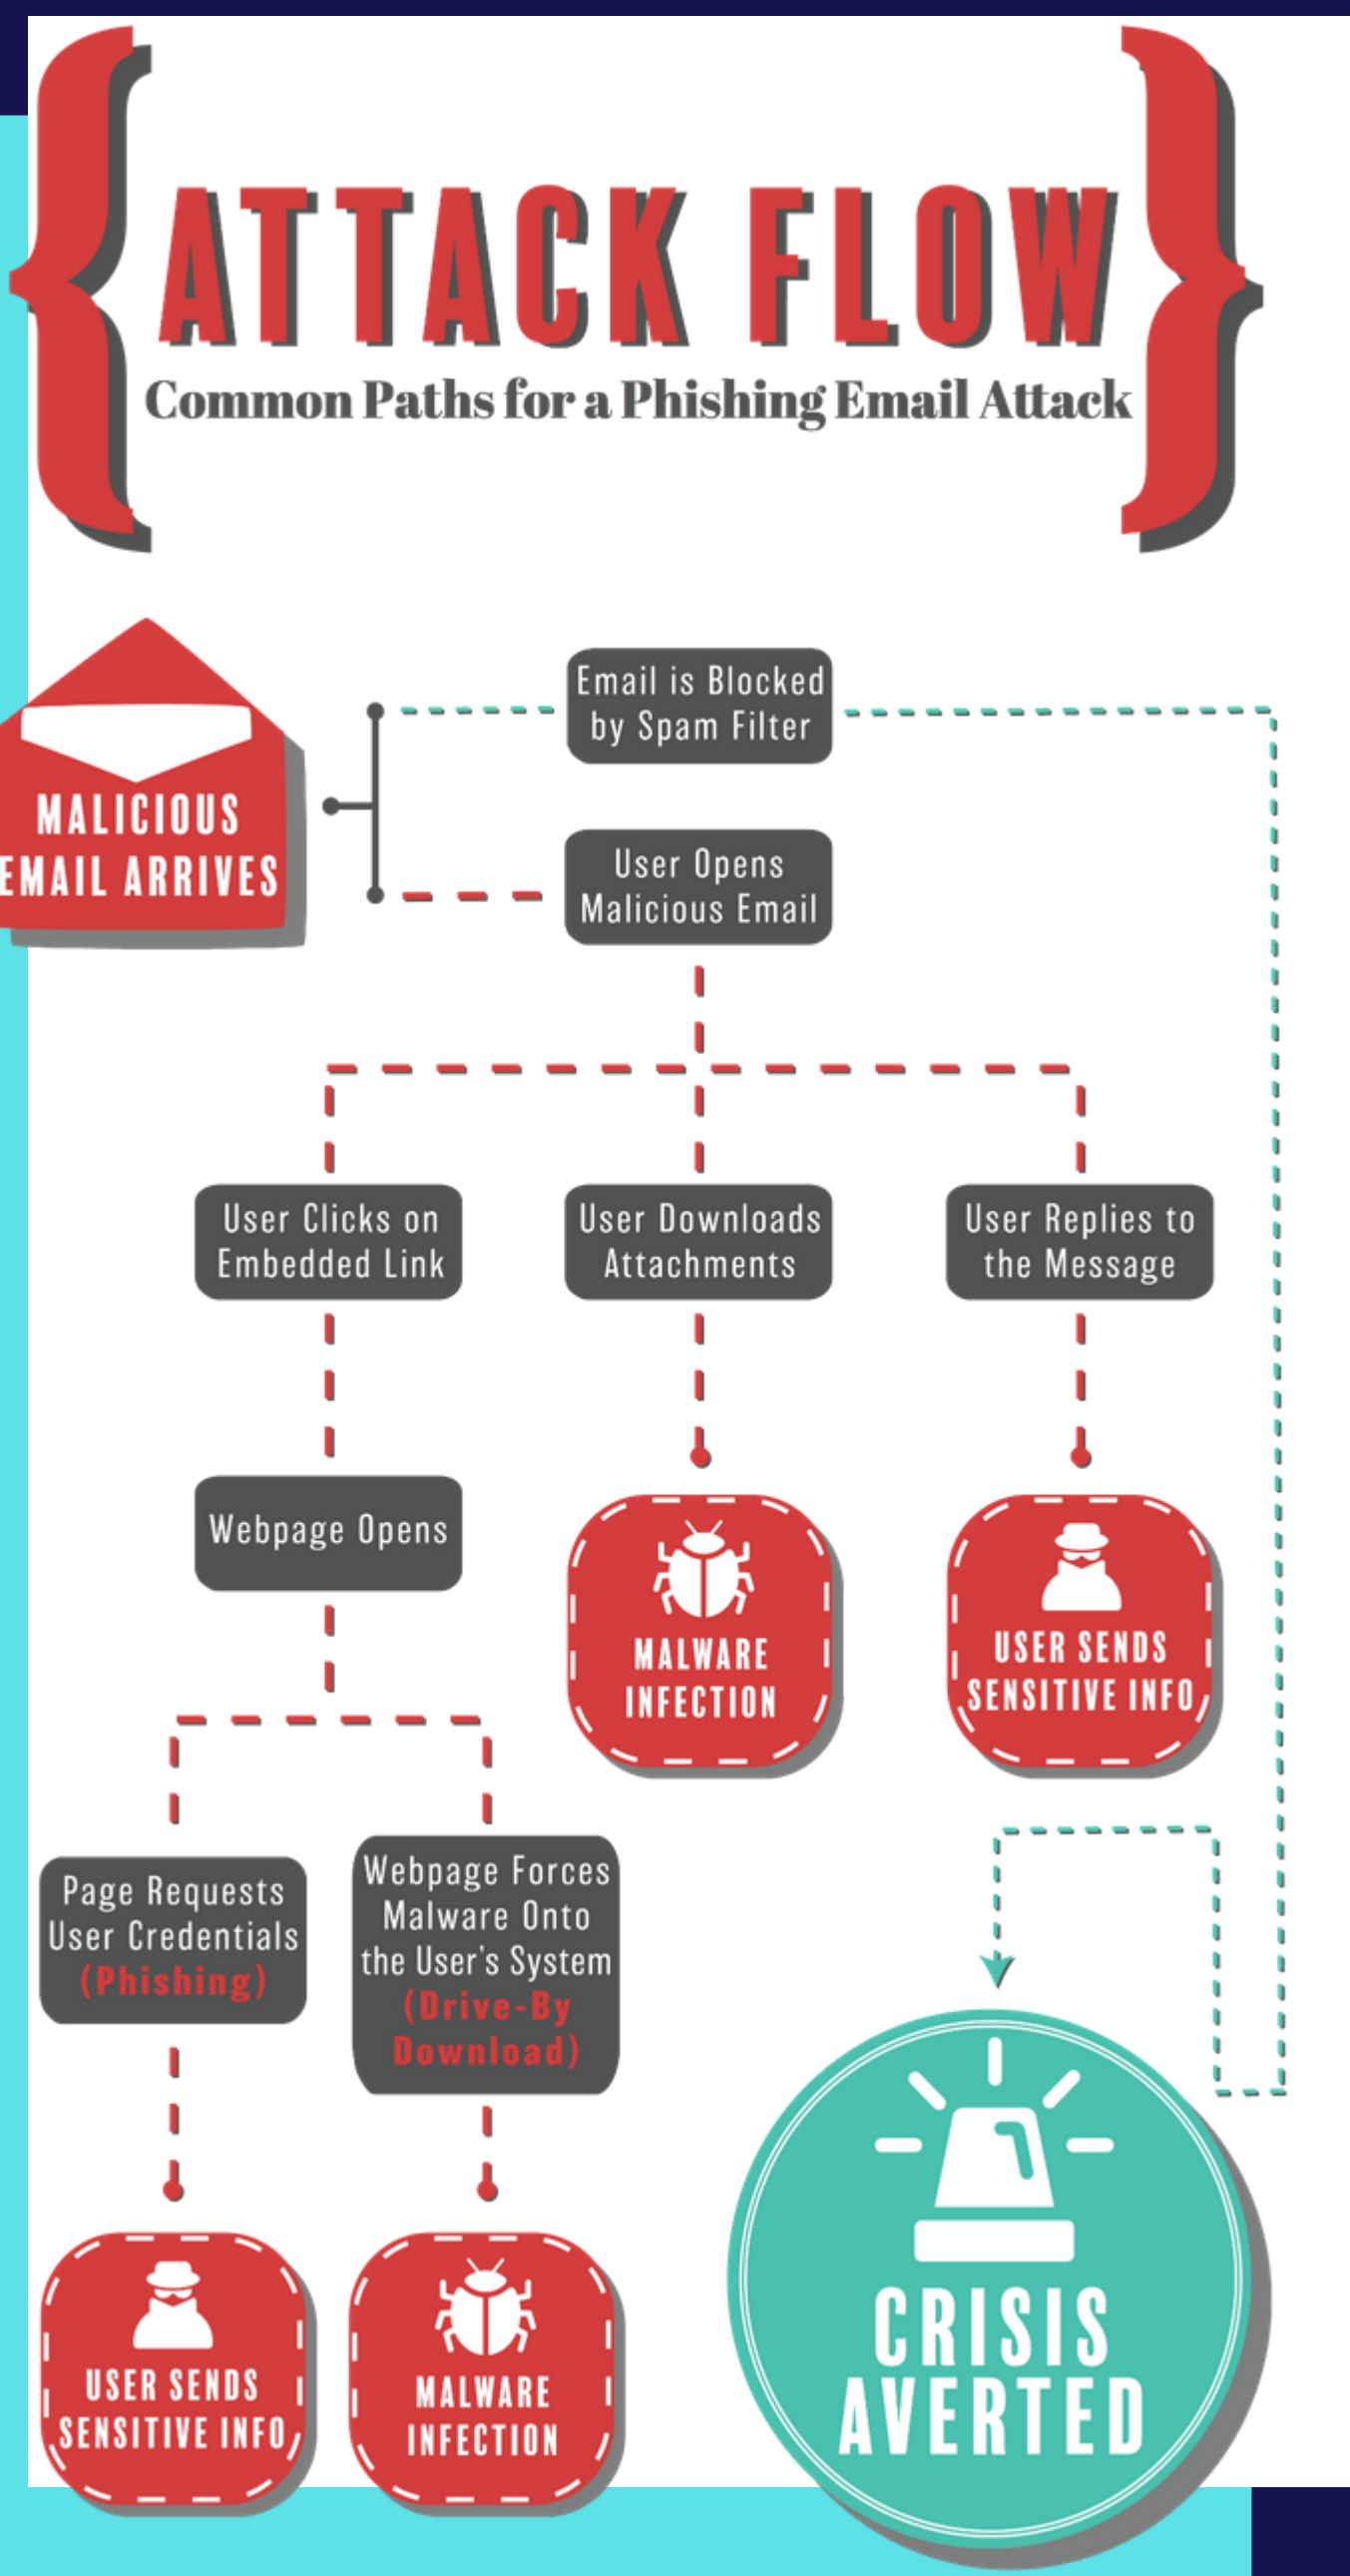 ATTACK FLOW
Common Paths for a Phishing Email Attack
MALICIOUS
EMAIL ARRIVES
Email is Blocked
by Spam Filter
User Opens
Malicious Email
User Clicks on
Embedded Link
User Downloads
Attachments
User Replies to
the Message
Webpage Opens
MALWARE
INFECTION
USER SENDS
SENSITIVE INFO
Page Requests
User Credentials
(Phishing)
Webpage Forces
Malware Onto
the User's System
(Drive-By
Download)
USER SENDS
SENSITIVE INFO
MALWARE
INFECTION
CRISIS
AVERTED